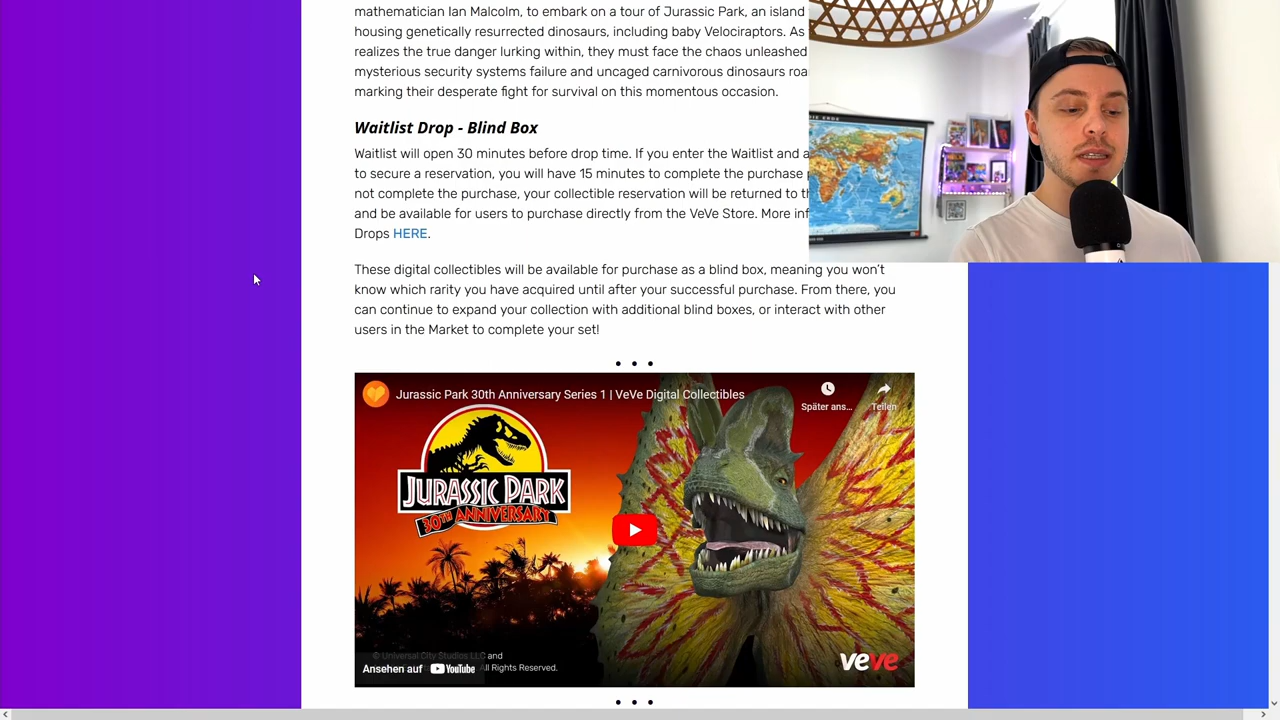 mathematician Ian Malcolm, to embark on a tour of Jurassic Park, an island
housing genetically resurrected dinosaurs, including baby Velociraptors. As
realizes the true danger lurking within, they must face the chaos unleashed
mysterious security systems failure and uncaged carnivorous dinosaurs roa
marking their desperate fight for survival on this momentous occasion.
Waitlist Drop - Blind Box
Waitlist will open 30 minutes before drop time. If you enter the Waitlist and a
to secure a reservation, you will have 15 minutes to complete the purchase
not complete the purchase, your collectible reservation will be returned to th
and be available for users to purchase directly from the VeVe Store. More inf
Drops HERE.
These digital collectibles will be available for purchase as a blind box, meaning you won't
know which rarity you have acquired until after your successful purchase. From there, you
can continue to expand your collection with additional blind boxes, or interact with other
users in the Market to complete your set!
Jurassic Park 30th Anniversary Series 1 | VeVe Digital Collectibles
Später ans...
Teilen
JURASSIC PARK
30TH ANNIVERSARY
© Universal City Studios LLC and
All Rights Reserved.
Ansehen auf YouTube
veve